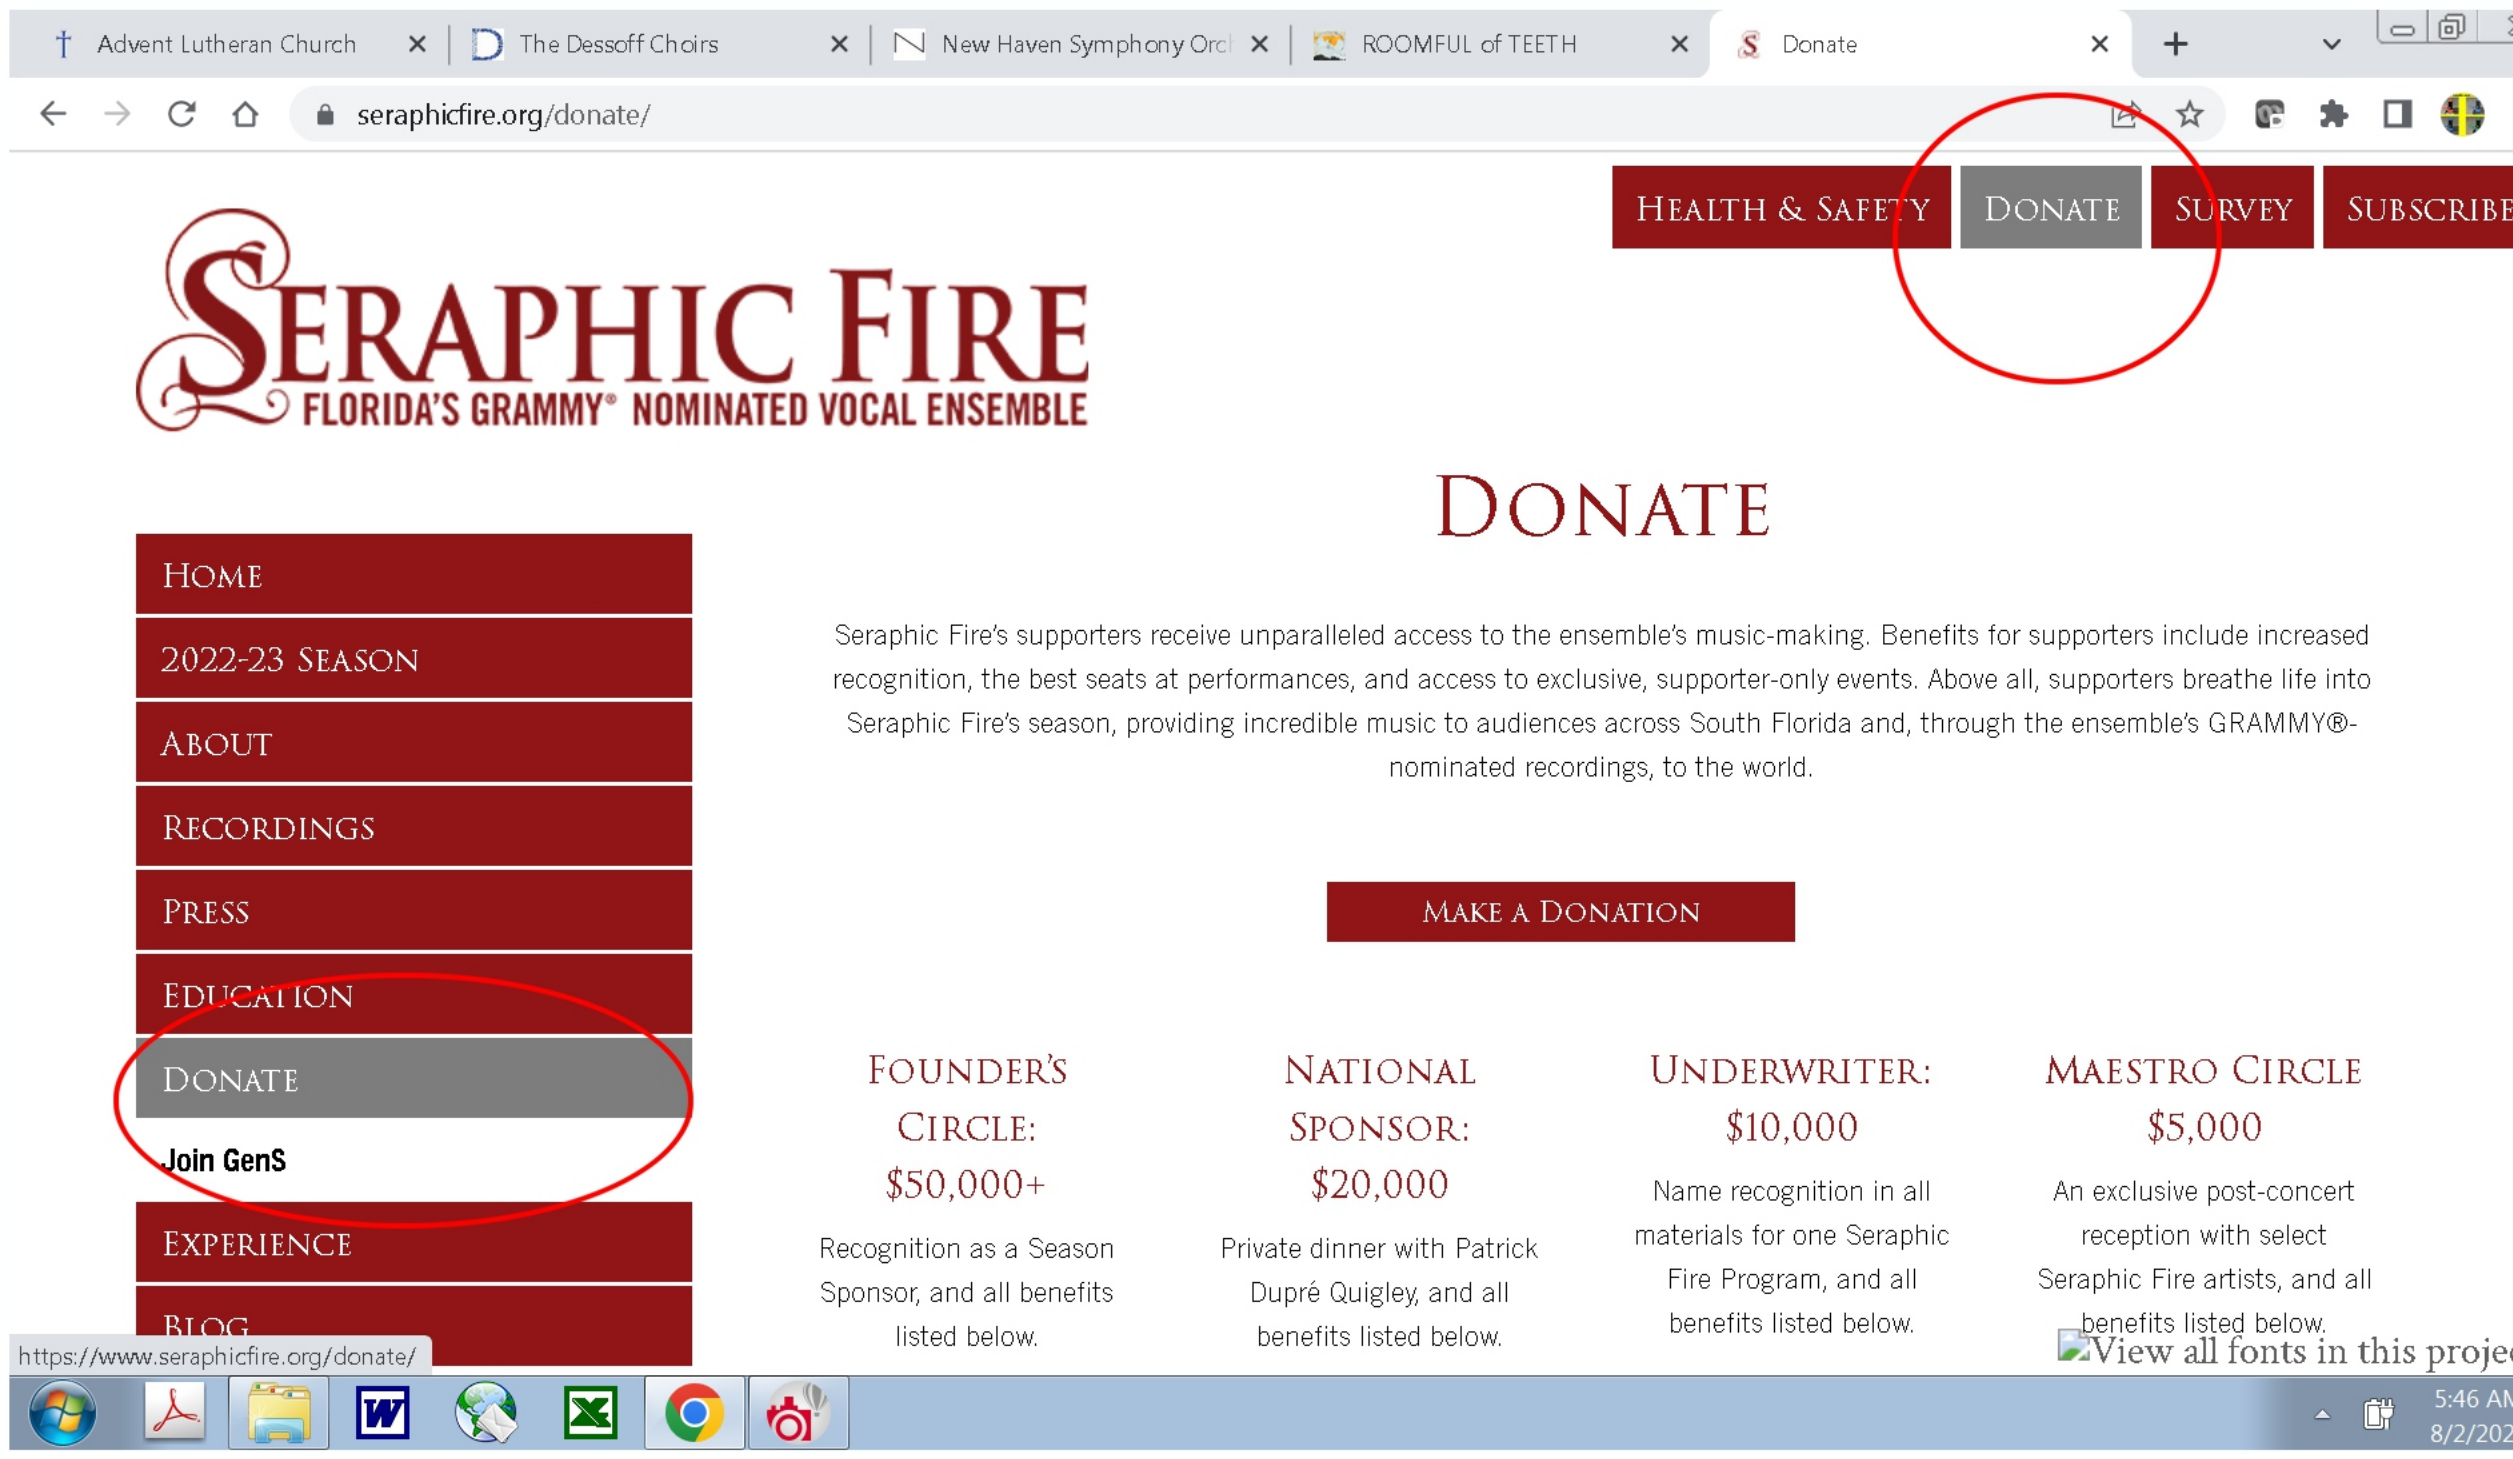 Advent Lutheran Church
The Dessoff Choirs
New Haven Symphony Orc
ROOMFUL of TEETH
Donate
seraphicfire.org/donate/
HEALTH & SAFETY
DONATE
SURVEY
SUBSCRIBE
SERAPHIC FIRE
FLORIDA'S GRAMMY® NOMINATED VOCAL ENSEMBLE
DONATE
HOME
2022-23 SEASON
ABOUT
RECORDINGS
PRESS
EDUCATION
DONATE
Join GenS
EXPERIENCE
BLOG
Seraphic Fire's supporters receive unparalleled access to the ensemble's music-making. Benefits for supporters include increased
recognition, the best seats at performances, and access to exclusive, supporter-only events. Above all, supporters breathe life into
Seraphic Fire's season, providing incredible music to audiences across South Florida and, through the ensemble's GRAMMY®-
nominated recordings, to the world.
MAKE A DONATION
FOUNDER'S
CIRCLE:
$50,000+
Recognition as a Season
Sponsor, and all benefits
listed below.
NATIONAL
SPONSOR:
$20,000
Private dinner with Patrick
Dupré Quigley, and all
benefits listed below.
UNDERWRITER:
$10,000
Name recognition in all
materials for one Seraphic
Fire Program, and all
benefits listed below.
MAESTRO CIRCLE
$5,000
An exclusive post-concert
reception with select
Seraphic Fire artists, and all
benefits listed below.
View all fonts in this projec
https://www.seraphicfire.org/donate/
5:46 AM
8/2/202